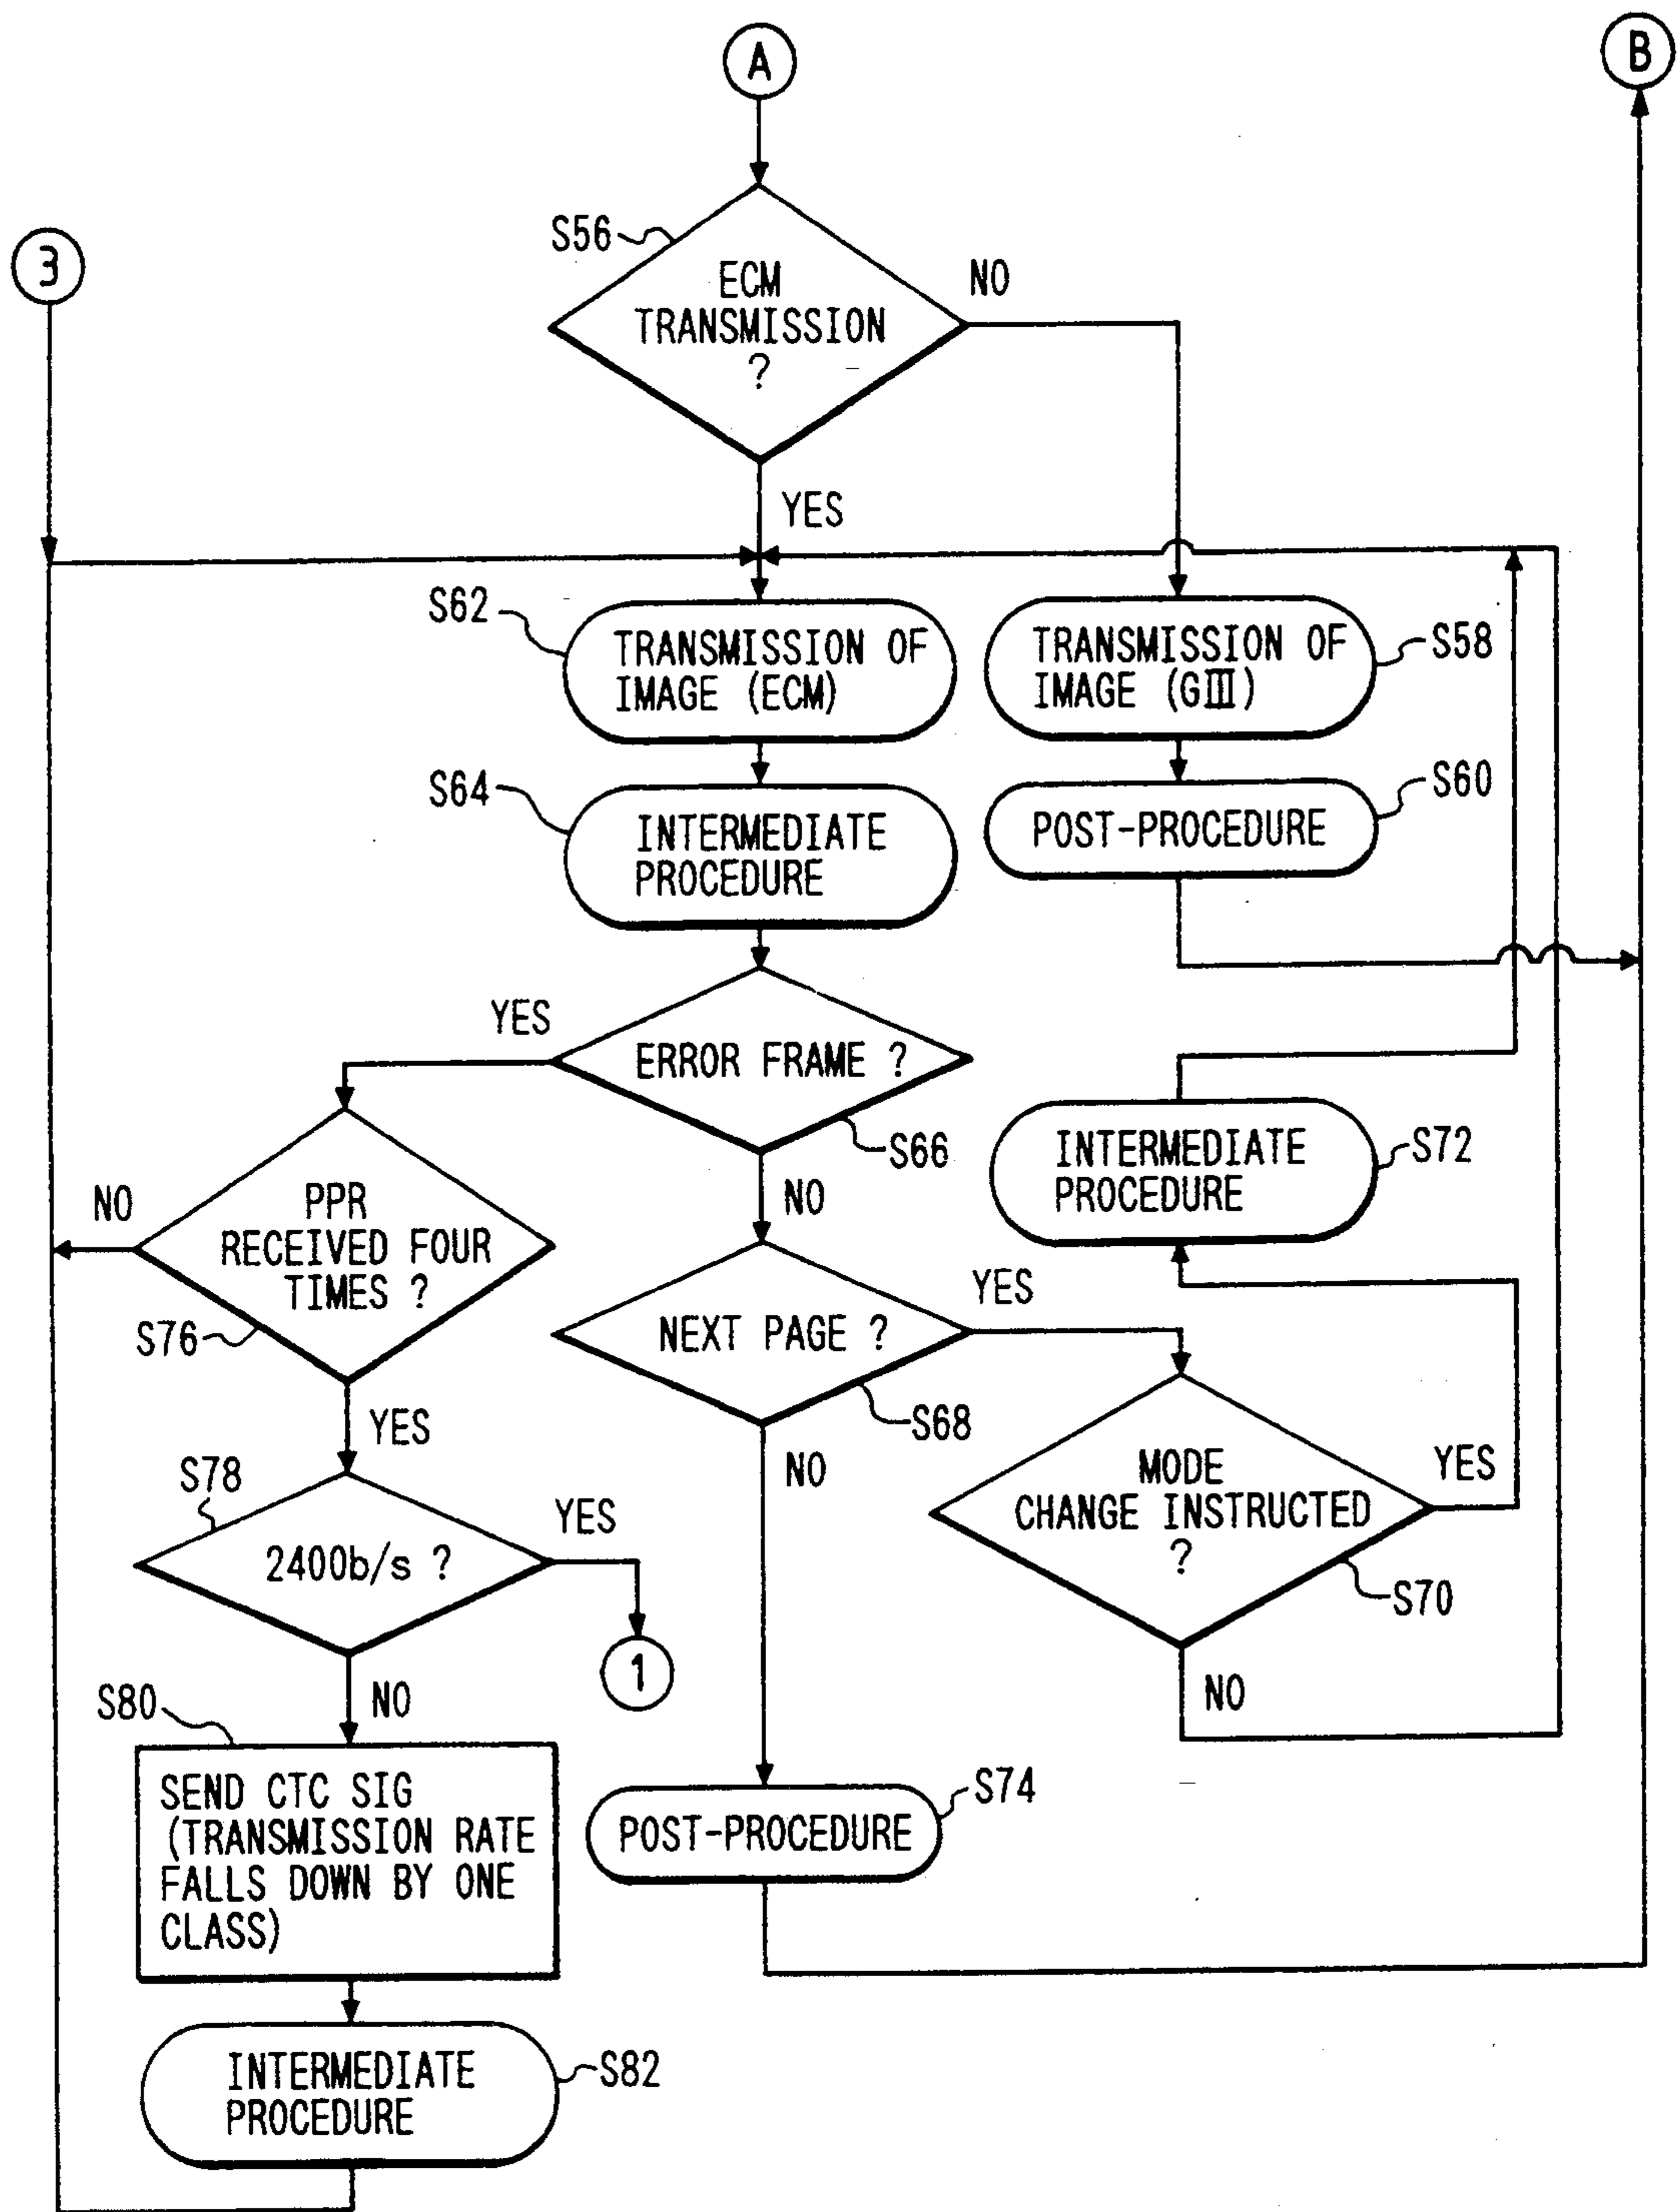 A
B
3
S56
ECM
TRANSMISSION
?
NO
YES
S62
TRANSMISSION OF
IMAGE (ECM)
TRANSMISSION OF
IMAGE (GIII)
S58
S64
INTERMEDIATE
PROCEDURE
POST-PROCEDURE
S60
YES
ERROR FRAME ?
S66
NO
INTERMEDIATE
PROCEDURE
S72
NO
PPR
RECEIVED FOUR
TIMES ?
S76
YES
NEXT PAGE ?
YES
S68
NO
MODE
CHANGE INSTRUCTED
?
YES
S70
NO
S78
2400b/s ?
YES
1
NO
S80
SEND CTC SIG
(TRANSMISSION RATE
FALLS DOWN BY ONE
CLASS)
POST-PROCEDURE
S74
INTERMEDIATE
PROCEDURE
S82